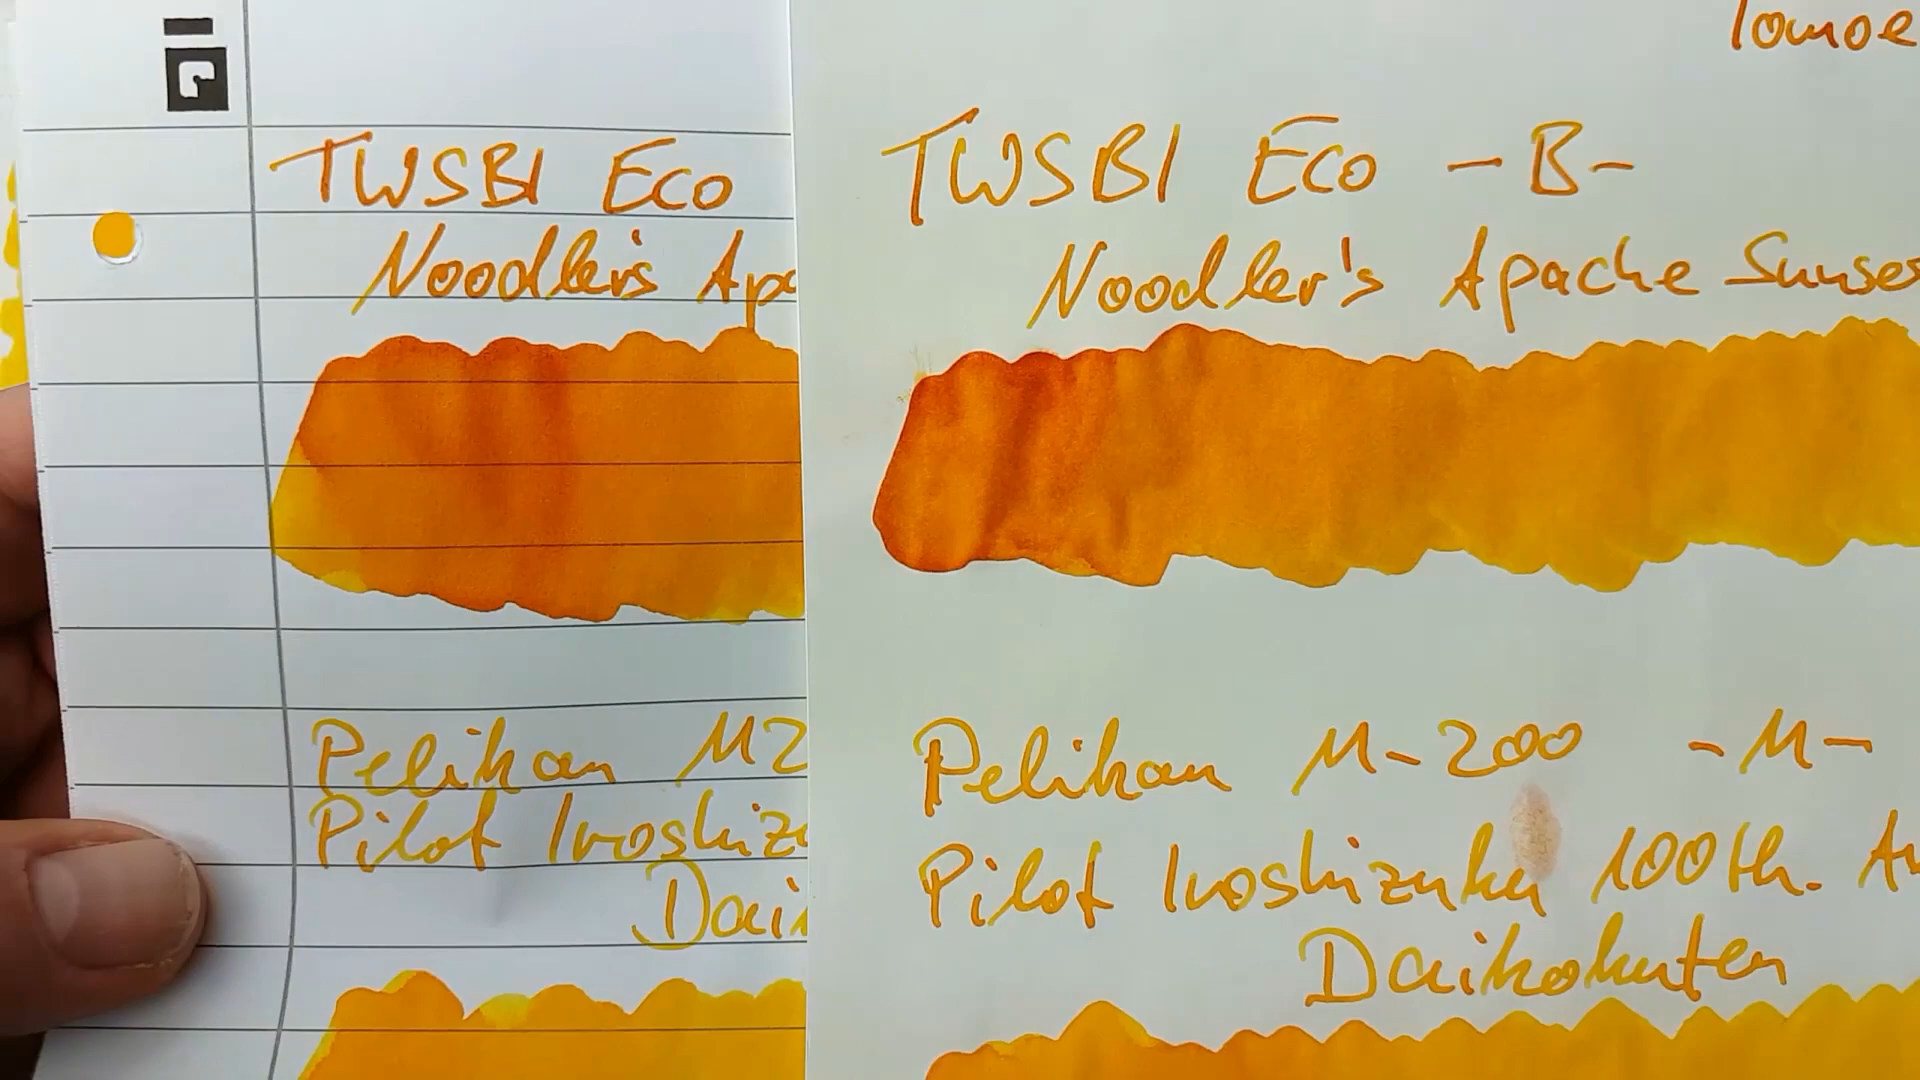 TWSBI Eco
Noodler's Apa
Pelikan M2
Pilot Iroshizu
Dai
Tomoe
TWSBI Eco - B -
Noodler's Apache Sunse
Pelikan M-200 - M -
Pilot Iroshizuku 100th. An
Daikokuten